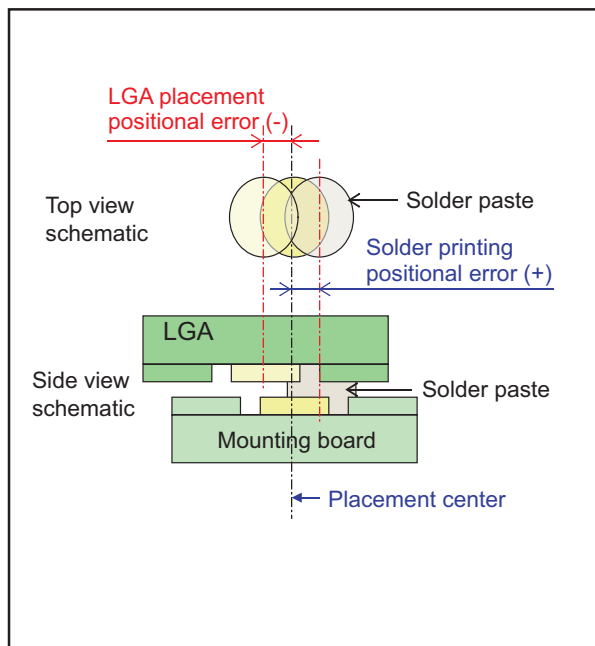 LGA placement
positional error (-)
Top view
schematic
Solder paste
Solder printing
positional error (+)
LGA
Side view
schematic
Solder paste
Mounting board
Placement center